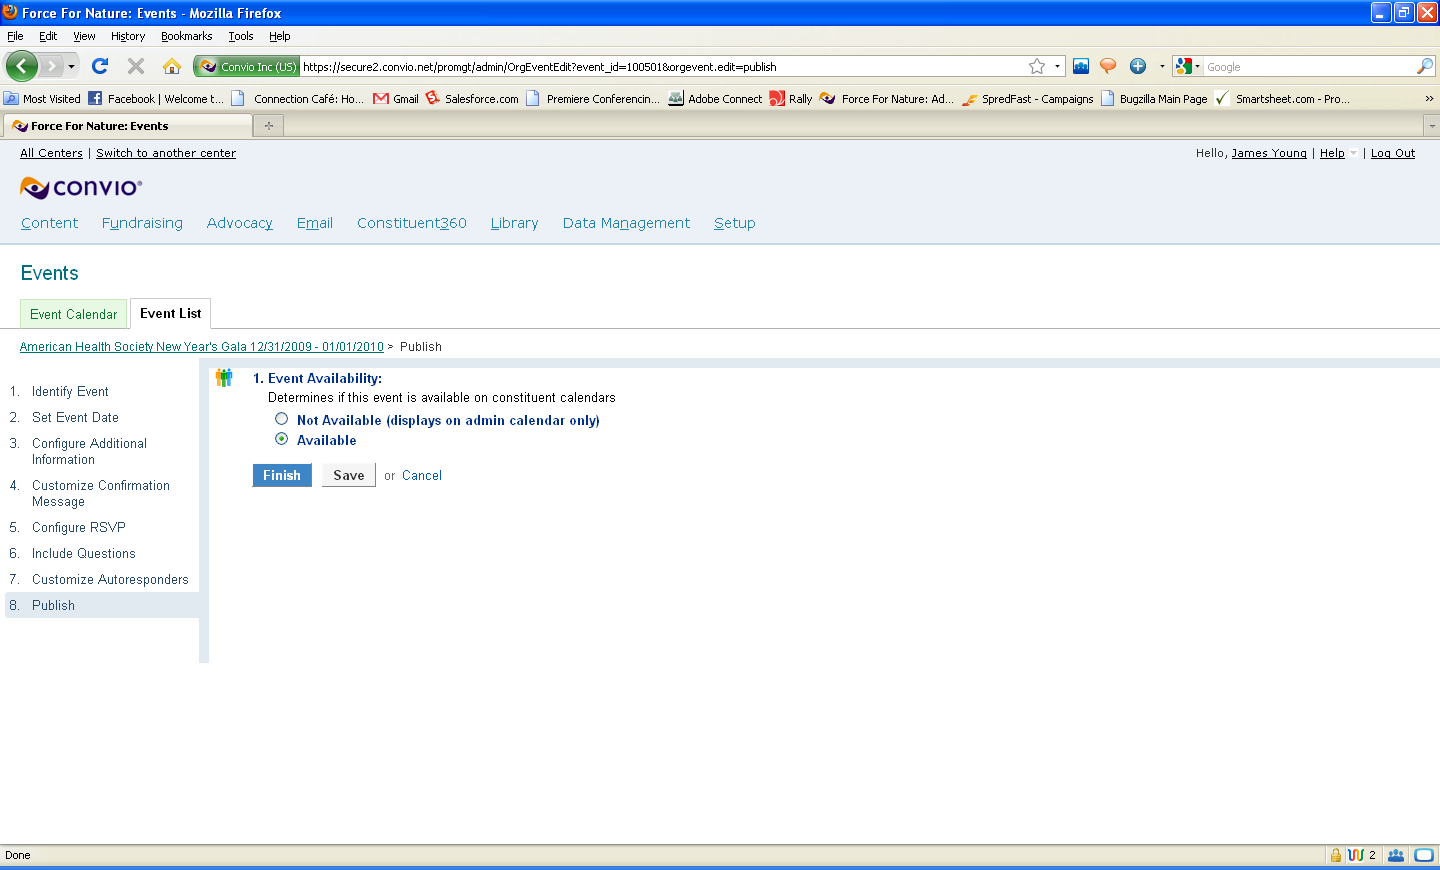 Force For Nature: Events - Mozilla Firefox
File Edit View History Bookmarks Tools Help
Convio Inc (US) https://secure2.convio.net/promgt/admin/OrgEventEdit?event_id=100501&orgevent.edit=publish Google
Most Visited Facebook | Welcome t... Connection Café: Ho... Gmail Salesforce.com Premiere Conferencin... Adobe Connect Rally Force For Nature: Ad... SpredFast - Campaigns Bugzilla Main Page Smartsheet.com - Pro... »
Force For Nature: Events
All Centers | Switch to another center Hello, James Young | Help | Log Out
CONVIO
Content Fundraising Advocacy Email Constituent360 Library Data Management Setup
Events
Event Calendar Event List
American Health Society New Year's Gala 12/31/2009 - 01/01/2010 > Publish
1. Identify Event
2. Set Event Date
3. Configure Additional
Information
4. Customize Confirmation
Message
5. Configure RSVP
6. Include Questions
7. Customize Autoresponders
8. Publish
1. Event Availability:
Determines if this event is available on constituent calendars
Not Available (displays on admin calendar only)
Available
Finish Save or Cancel
Done 2